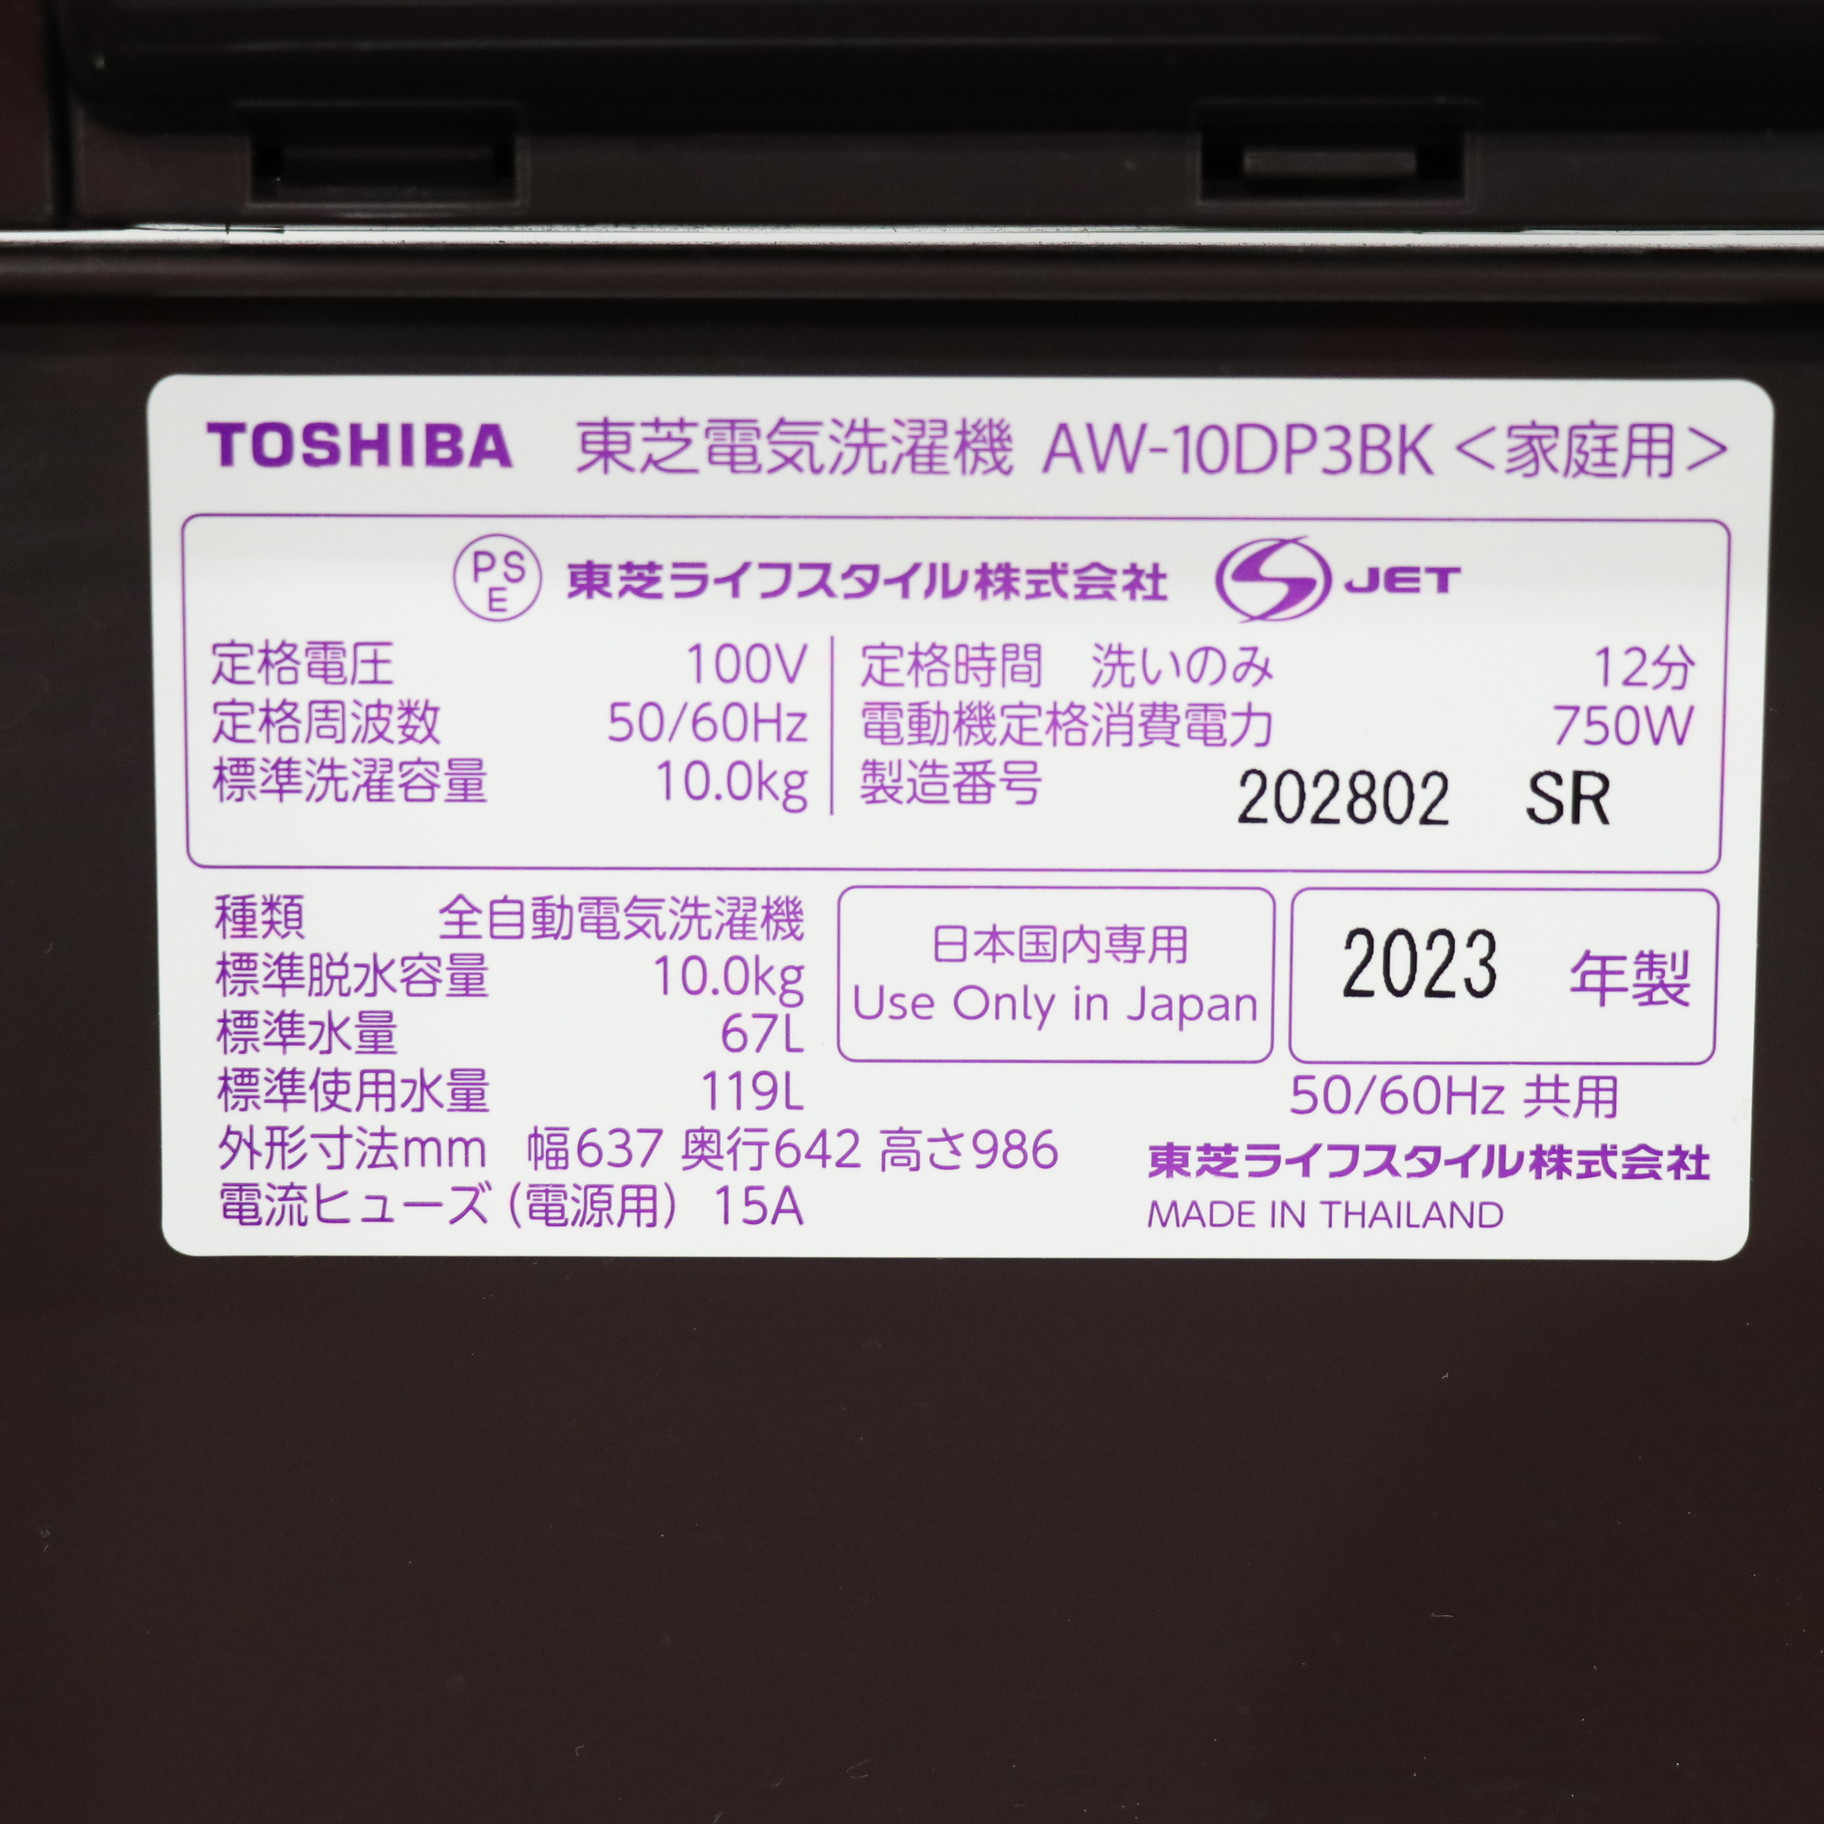 TOSHIBA 東芝電気洗濯機 AW-10DP3BK <家庭用>
PSE 東芝ライフスタイル株式会社 S JET
定格電圧 100V
定格周波数 50/60Hz
標準洗濯容量 10.0kg
定格時間 洗いのみ 12分
電動機定格消費電力 750W
製造番号 202802 SR
種類 全自動電気洗濯機
標準脱水容量 10.0kg
標準水量 67L
標準使用水量 119L
外形寸法mm 幅637 奥行642 高さ986
電流ヒューズ(電源用) 15A
日本国内専用
Use Only in Japan
2023 年製
50/60Hz 共用
東芝ライフスタイル株式会社
MADE IN THAILAND